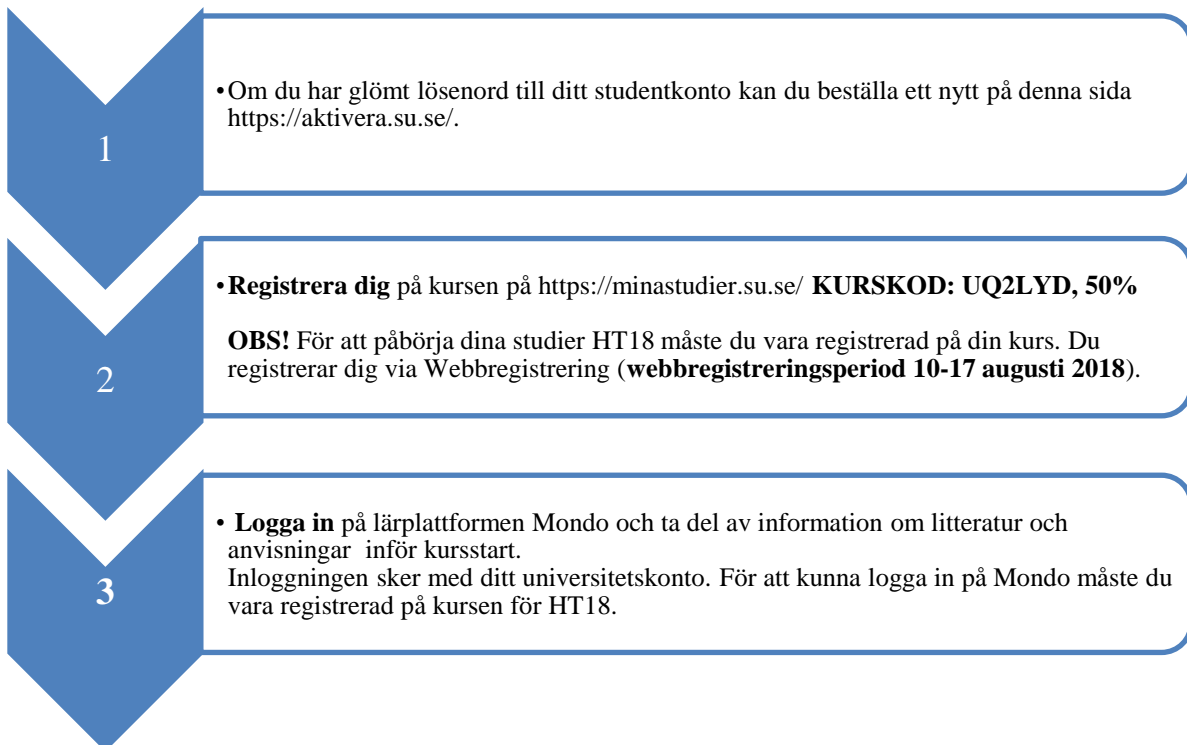 1
•Om du har glömt lösenord till ditt studentkonto kan du beställa ett nytt på denna sida
https://aktivera.su.se/.
2
•Registrera dig på kursen på https://minastudier.su.se/ KURSKOD: UQ2LYD, 50%
OBS! För att påbörja dina studier HT18 måste du vara registrerad på din kurs. Du
registrerar dig via Webbregistrering (webbregistreringsperiod 10-17 augusti 2018).
3
• Logga in på lärplattformen Mondo och ta del av information om litteratur och
anvisningar inför kursstart.
Inloggningen sker med ditt universitetskonto. För att kunna logga in på Mondo måste du
vara registrerad på kursen för HT18.